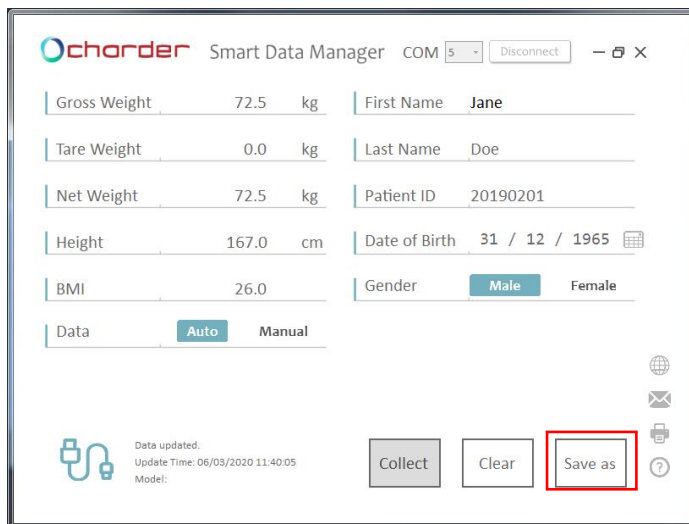 charder Smart Data Manager COM 5 Disconnect
Gross Weight 72.5 kg
Tare Weight 0.0 kg
Net Weight 72.5 kg
Height 167.0 cm
BMI 26.0
Data Auto Manual
First Name Jane
Last Name Doe
Patient ID 20190201
Date of Birth 31 / 12 / 1965
Gender Male Female
Data updated.
Update Time: 06/03/2020 11:40:05
Model:
Collect Clear Save as
?